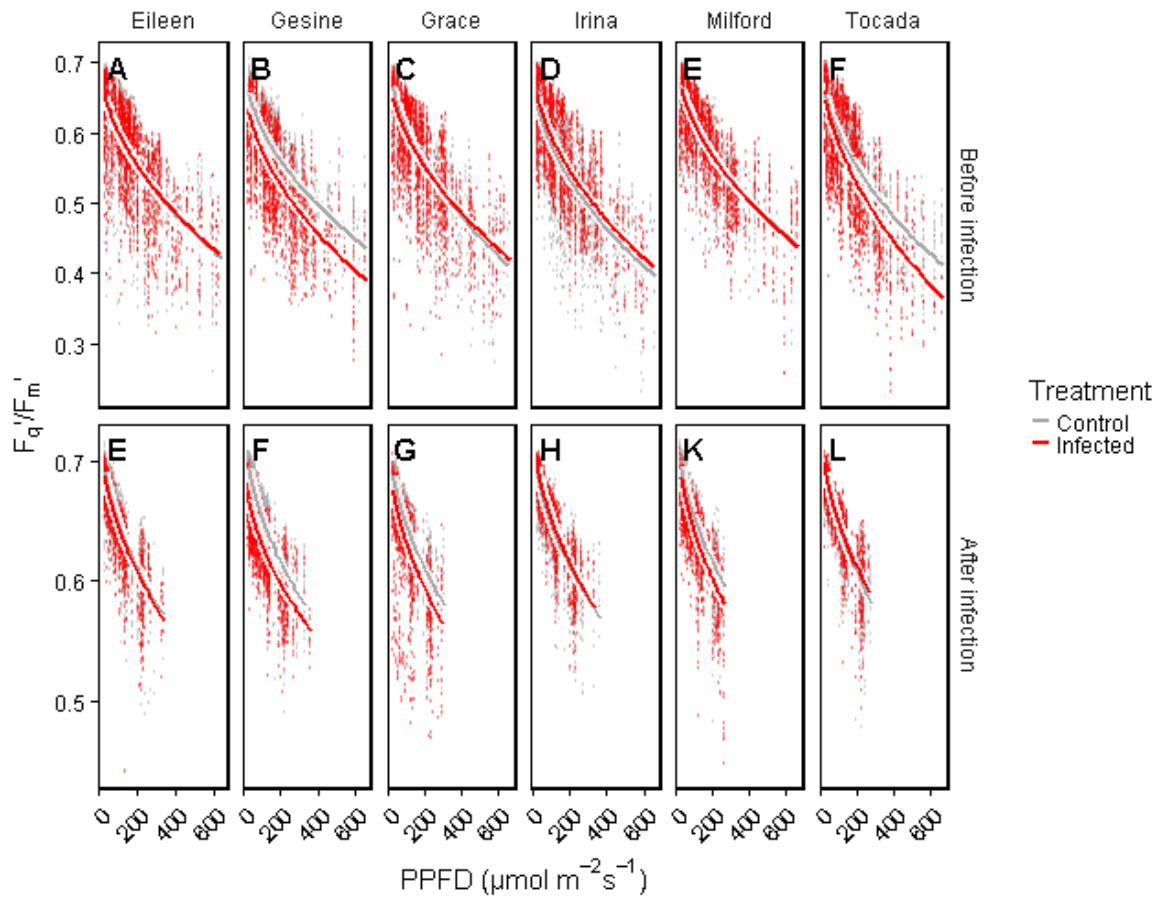 Eileen Gesine Grace Irina Milford Tocada
A B C D E F
0.7
0.6
0.5
0.4
0.3
Before infection
E F G H K L
0.7
0.6
0.5
After infection
Fq'/Fm'
0 200 400 600 0 200 400 600 0 200 400 600 0 200 400 600 0 200 400 600 0 200 400 600
PPFD (µmol m⁻²s⁻¹)
Treatment
Control
Infected